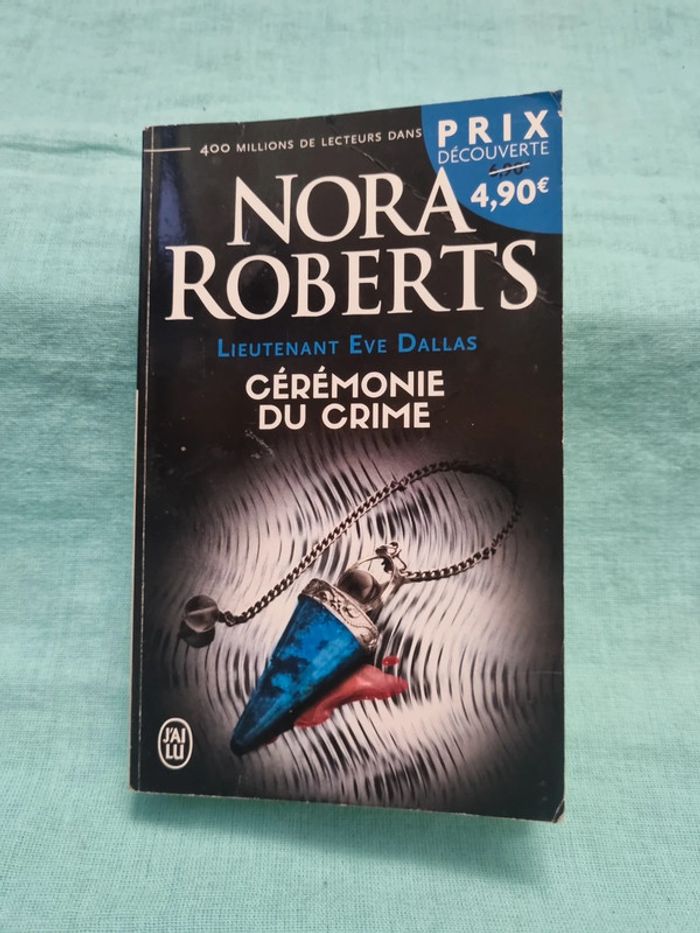 400 MILLIONS DE LECTEURS DANS
PRIX
DÉCOUVERTE
6,90€
4,90€
NORA
ROBERTS
LIEUTENANT EVE DALLAS
CÉRÉMONIE
DU CRIME
J'AI
LU